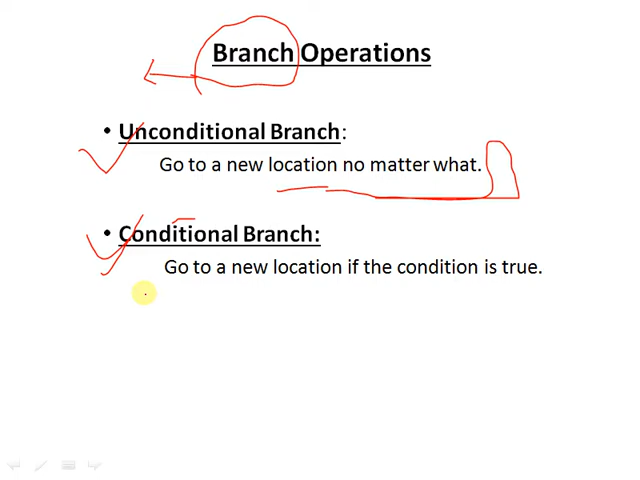 Branch Operations
• Unconditional Branch:
Go to a new location no matter what.
• Conditional Branch:
Go to a new location if the condition is true.